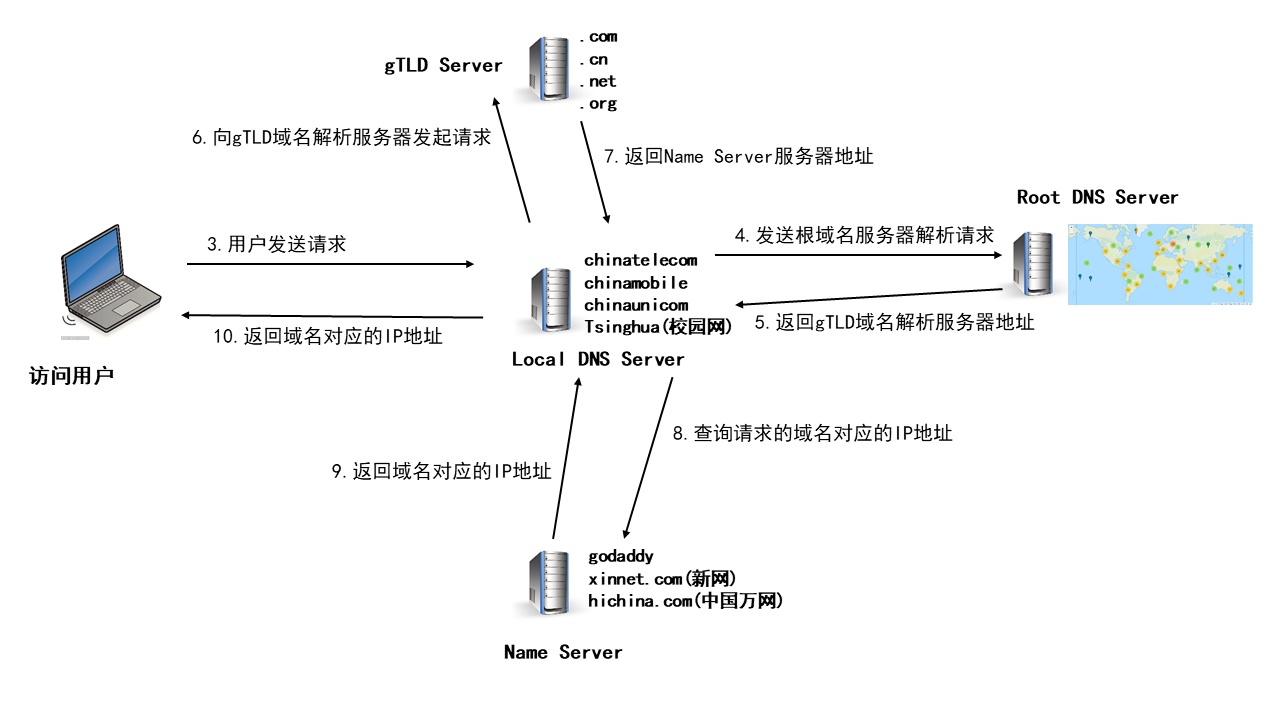 .com
.cn
.net
.org
gTLD Server
6.向gTLD域名解析服务器发起请求
7.返回Name Server服务器地址
Root DNS Server
3.用户发送请求
4.发送根域名服务器解析请求
chinatelecom
chinamobile
chinaunicom
Tsinghua(校园网)
5.返回gTLD域名解析服务器地址
10.返回域名对应的IP地址
Local DNS Server
访问用户
8.查询请求的域名对应的IP地址
9.返回域名对应的IP地址
godaddy
xinnet.com(新网)
hichina.com(中国万网)
Name Server